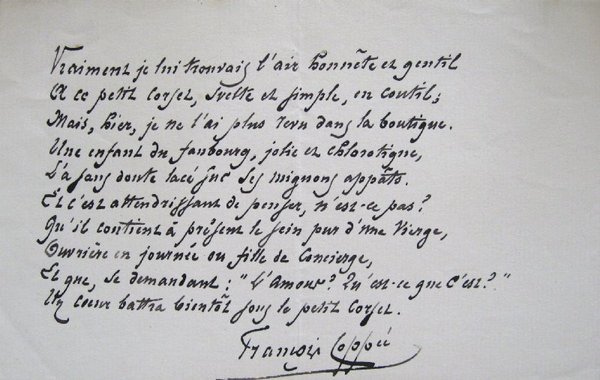 Vraiment je lui trouvais l'air honnête et gentil
A ce petit corset, svelte et simple, en coutil;
Mais, hier, je ne l'ai plus revu dans la boutique.
Une enfant du faubourg, jolie et chlorotique,
L'a sans doute lacé sur ses mignons appâts.
Et c'est attendrissant de penser, n'est-ce pas?
Qu'il contient à présent le sein pur d'une Vierge,
Ouvrière en journée ou fille de Concierge,
Et que, se demandant : "L'Amour? Qu'est-ce que c'est?"
Un cœur battra bientôt sous le petit corset.
François Coppée